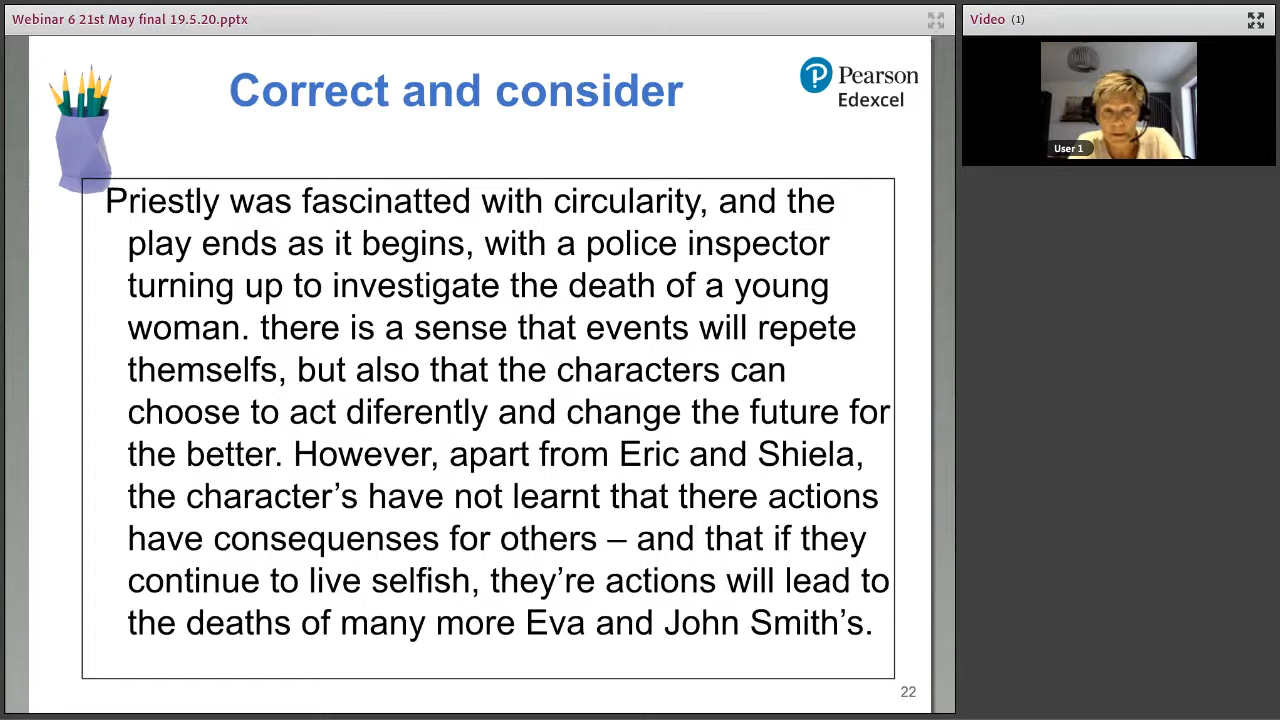 Webinar 6 21st May final 19.5.20.pptx
Video (1)
Correct and consider
Pearson
Edexcel
User 1
Priestly was fascinatted with circularity, and the
play ends as it begins, with a police inspector
turning up to investigate the death of a young
woman. there is a sense that events will repete
themselfs, but also that the characters can
choose to act diferently and change the future for
the better. However, apart from Eric and Shiela,
the character’s have not learnt that there actions
have consequenses for others – and that if they
continue to live selfish, they’re actions will lead to
the deaths of many more Eva and John Smith’s.
22